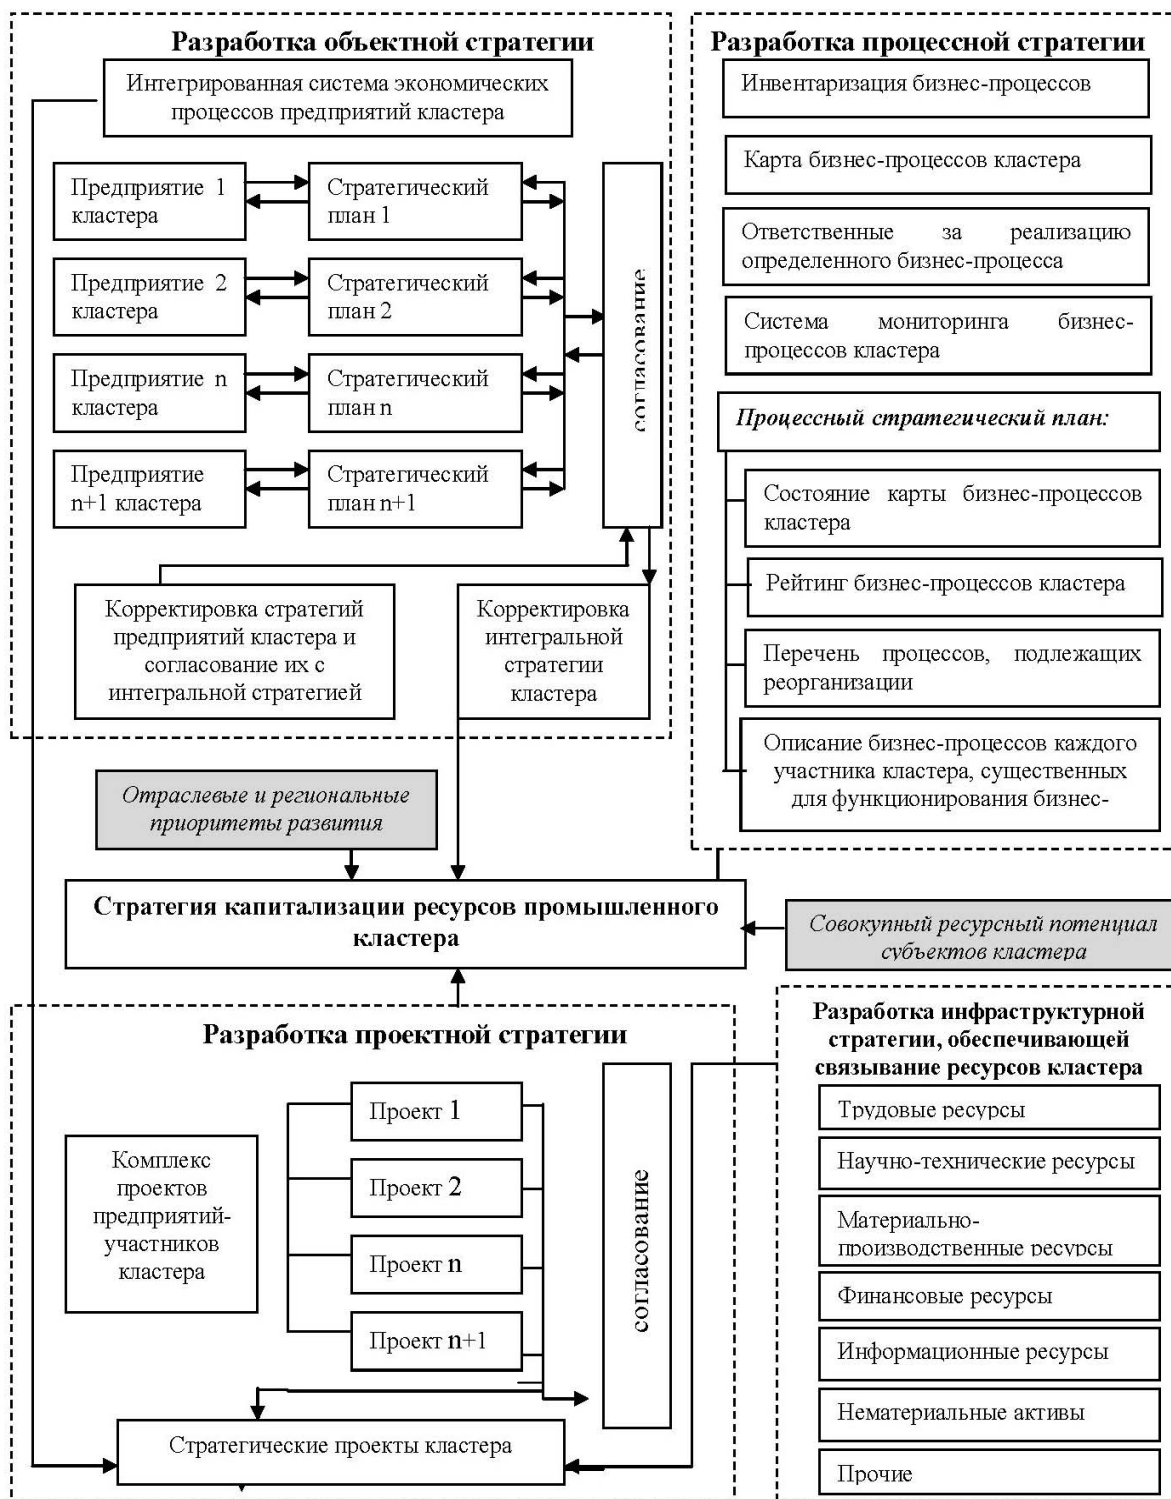 Разработка объектной стратегии
Интегрированная система экономических
процессов предприятий кластера
Предприятие 1
кластера
Стратегический
план 1
Предприятие 2
кластера
Стратегический
план 2
Предприятие n
кластера
Стратегический
план n
Предприятие
n+1 кластера
Стратегический
план n+1
согласование
Корректировка стратегий
предприятий кластера и
согласование их с
интегральной стратегией
Корректировка
интегральной
стратегии
кластера
Разработка процессной стратегии
Инвентаризация бизнес-процессов
Карта бизнес-процессов кластера
Ответственные за реализацию
определенного бизнес-процесса
Система мониторинга бизнес-
процессов кластера
Процессный стратегический план:
Состояние карты бизнес-процессов
кластера
Рейтинг бизнес-процессов кластера
Перечень процессов, подлежащих
реорганизации
Описание бизнес-процессов каждого
участника кластера, существенных
для функционирования бизнес-
Отраслевые и региональные
приоритеты развития
Стратегия капитализации ресурсов промышленного
кластера
Совокупный ресурсный потенциал
субъектов кластера
Разработка проектной стратегии
Комплекс
проектов
предприятий-
участников
кластера
Проект 1
Проект 2
Проект n
Проект n+1
согласование
Стратегические проекты кластера
Разработка инфраструктурной
стратегии, обеспечивающей
связывание ресурсов кластера
Трудовые ресурсы
Научно-технические ресурсы
Материально-
производственные ресурсы
Финансовые ресурсы
Информационные ресурсы
Нематериальные активы
Прочие